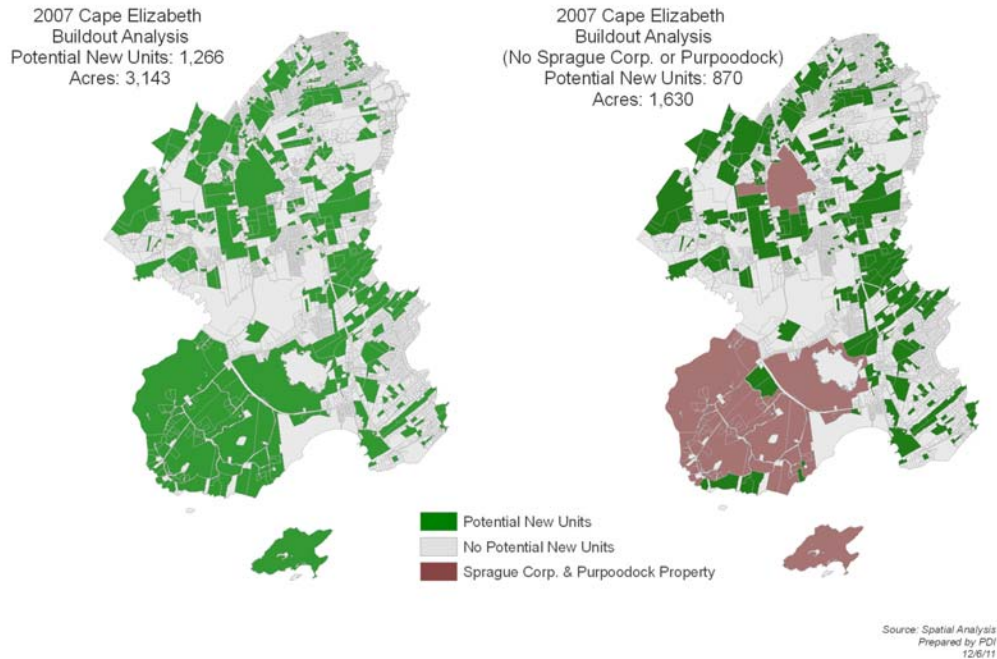 2007 Cape Elizabeth
Buildout Analysis
Potential New Units: 1,266
Acres: 3,143
2007 Cape Elizabeth
Buildout Analysis
(No Sprague Corp. or Purpoodock)
Potential New Units: 870
Acres: 1,630
Potential New Units
No Potential New Units
Sprague Corp. & Purpoodock Property
Source: Spatial Analysis
Prepared by PDI
12/6/11